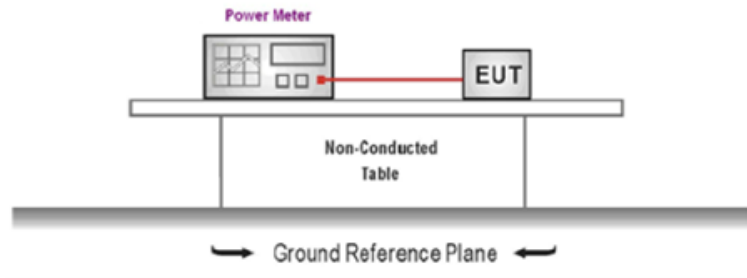 Power Meter
EUT
Non-Conducted
Table
Ground Reference Plane